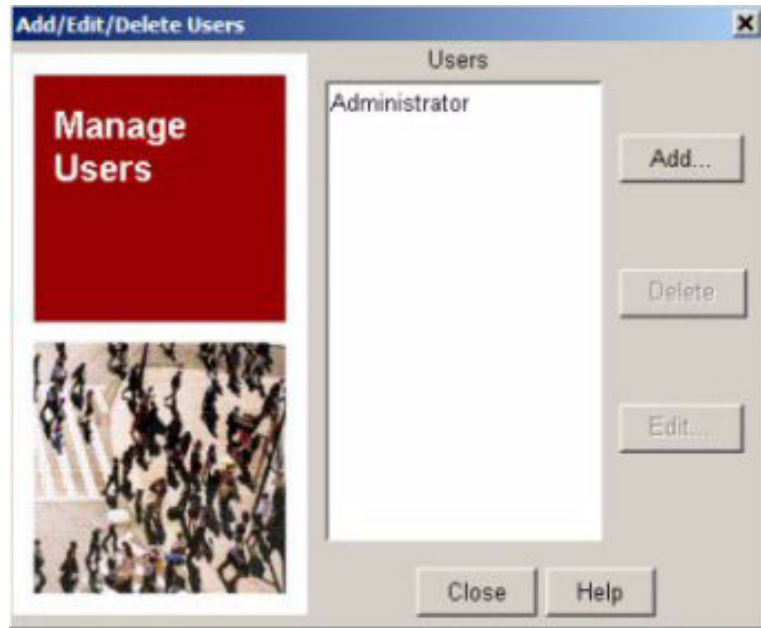 Add/Edit/Delete Users
Manage
Users
Users
Administrator
Add...
Delete
Edit...
Close
Help